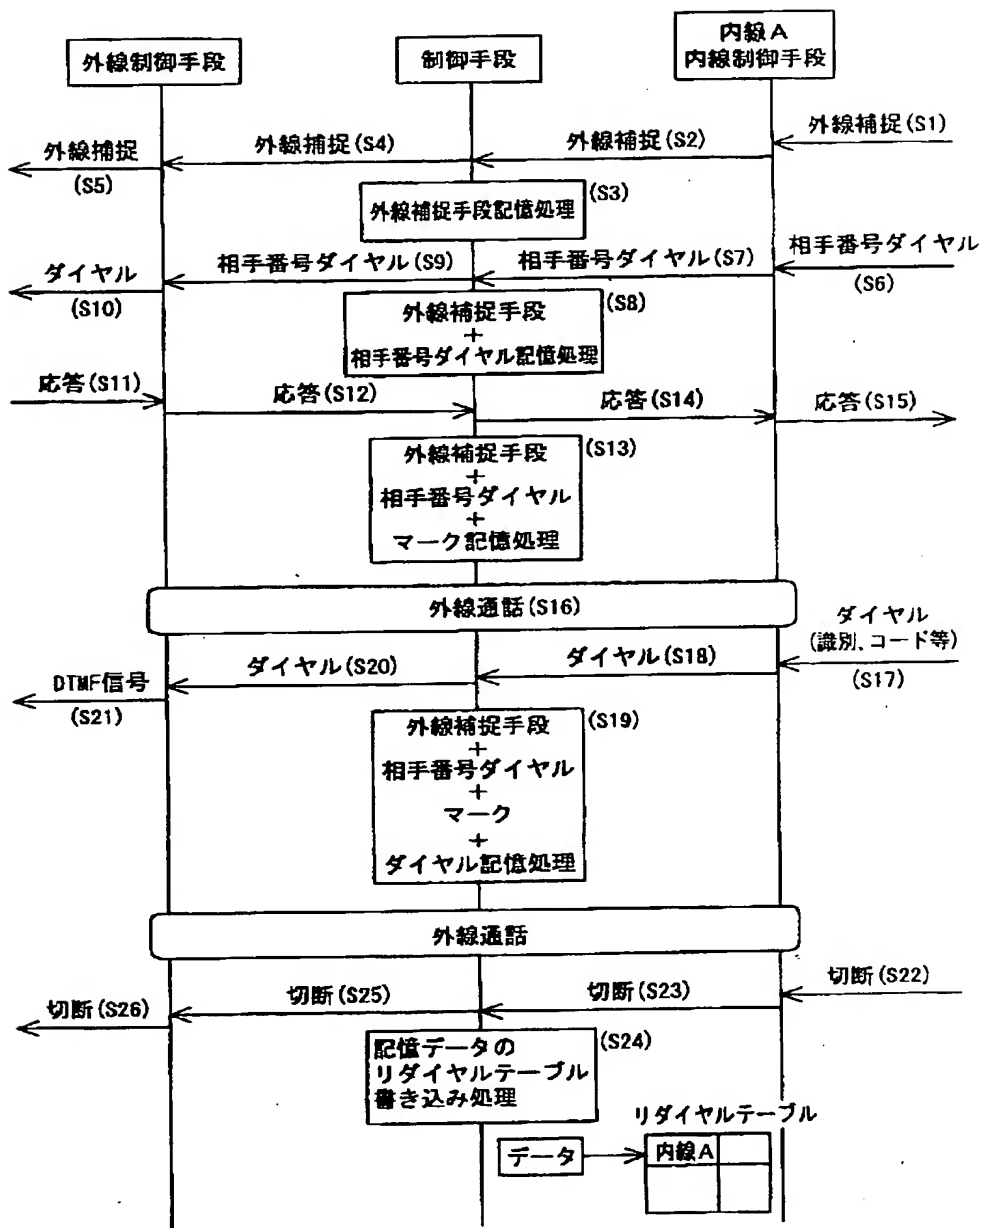 外線制御手段
制御手段
内線A
内線制御手段
外線補捉(S1)
外線補捉(S2)
外線補捉(S4)
外線捕捉
(S5)
外線補捉手段記憶処理
(S3)
相手番号ダイヤル
(S6)
相手番号ダイヤル(S7)
相手番号ダイヤル(S9)
ダイヤル
(S10)
外線補捉手段
+
相手番号ダイヤル記憶処理
(S8)
応答(S11)
応答(S12)
応答(S14)
応答(S15)
外線補捉手段
+
相手番号ダイヤル
+
マーク記憶処理
(S13)
外線通話(S16)
ダイヤル
(識別、コード等)
(S17)
ダイヤル(S18)
ダイヤル(S20)
DTMF信号
(S21)
外線補捉手段
+
相手番号ダイヤル
+
マーク
+
ダイヤル記憶処理
(S19)
外線通話
切断(S22)
切断(S23)
切断(S25)
切断(S26)
記憶データの
リダイヤルテーブル
書き込み処理
(S24)
リダイヤルテーブル
データ
内線A